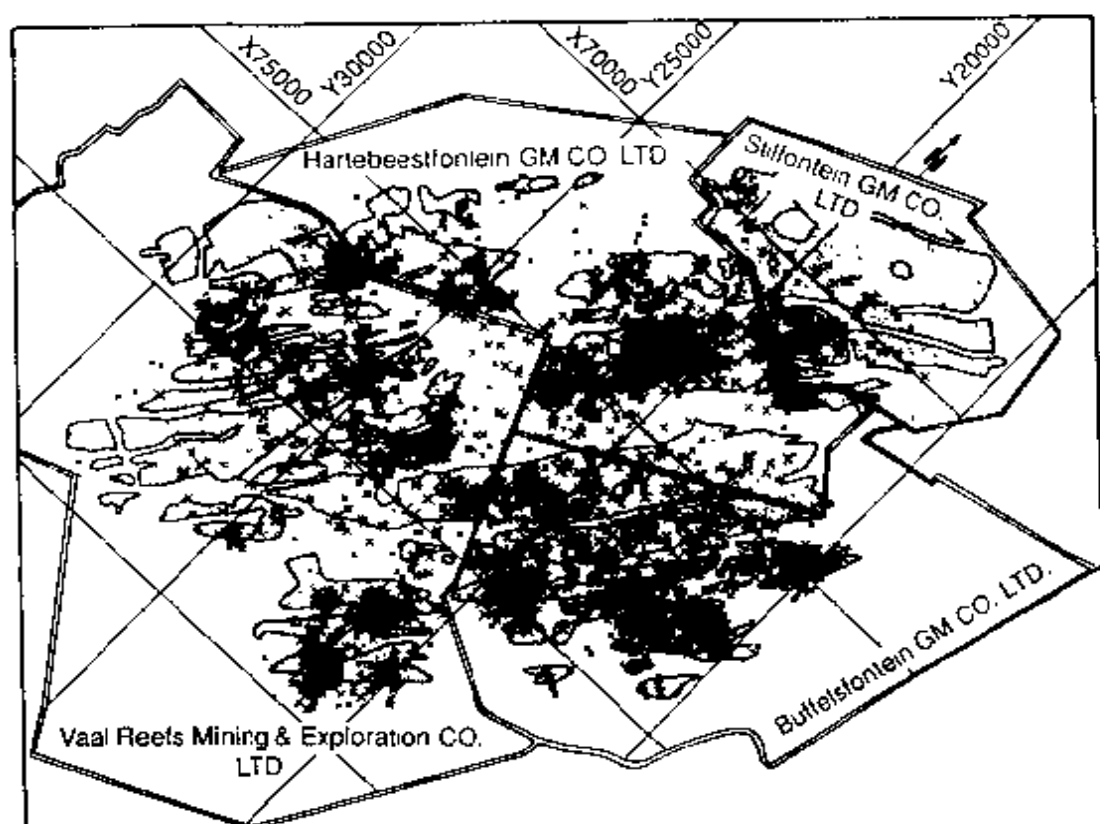 X75000
Y30000
X70000
Y25000
Y20000
N
Hartebeestfontein GM CO LTD
Stilfontein GM CO.
LTD
Buffelsfontein GM CO. LTD.
Vaal Reefs Mining & Exploration CO.
LTD